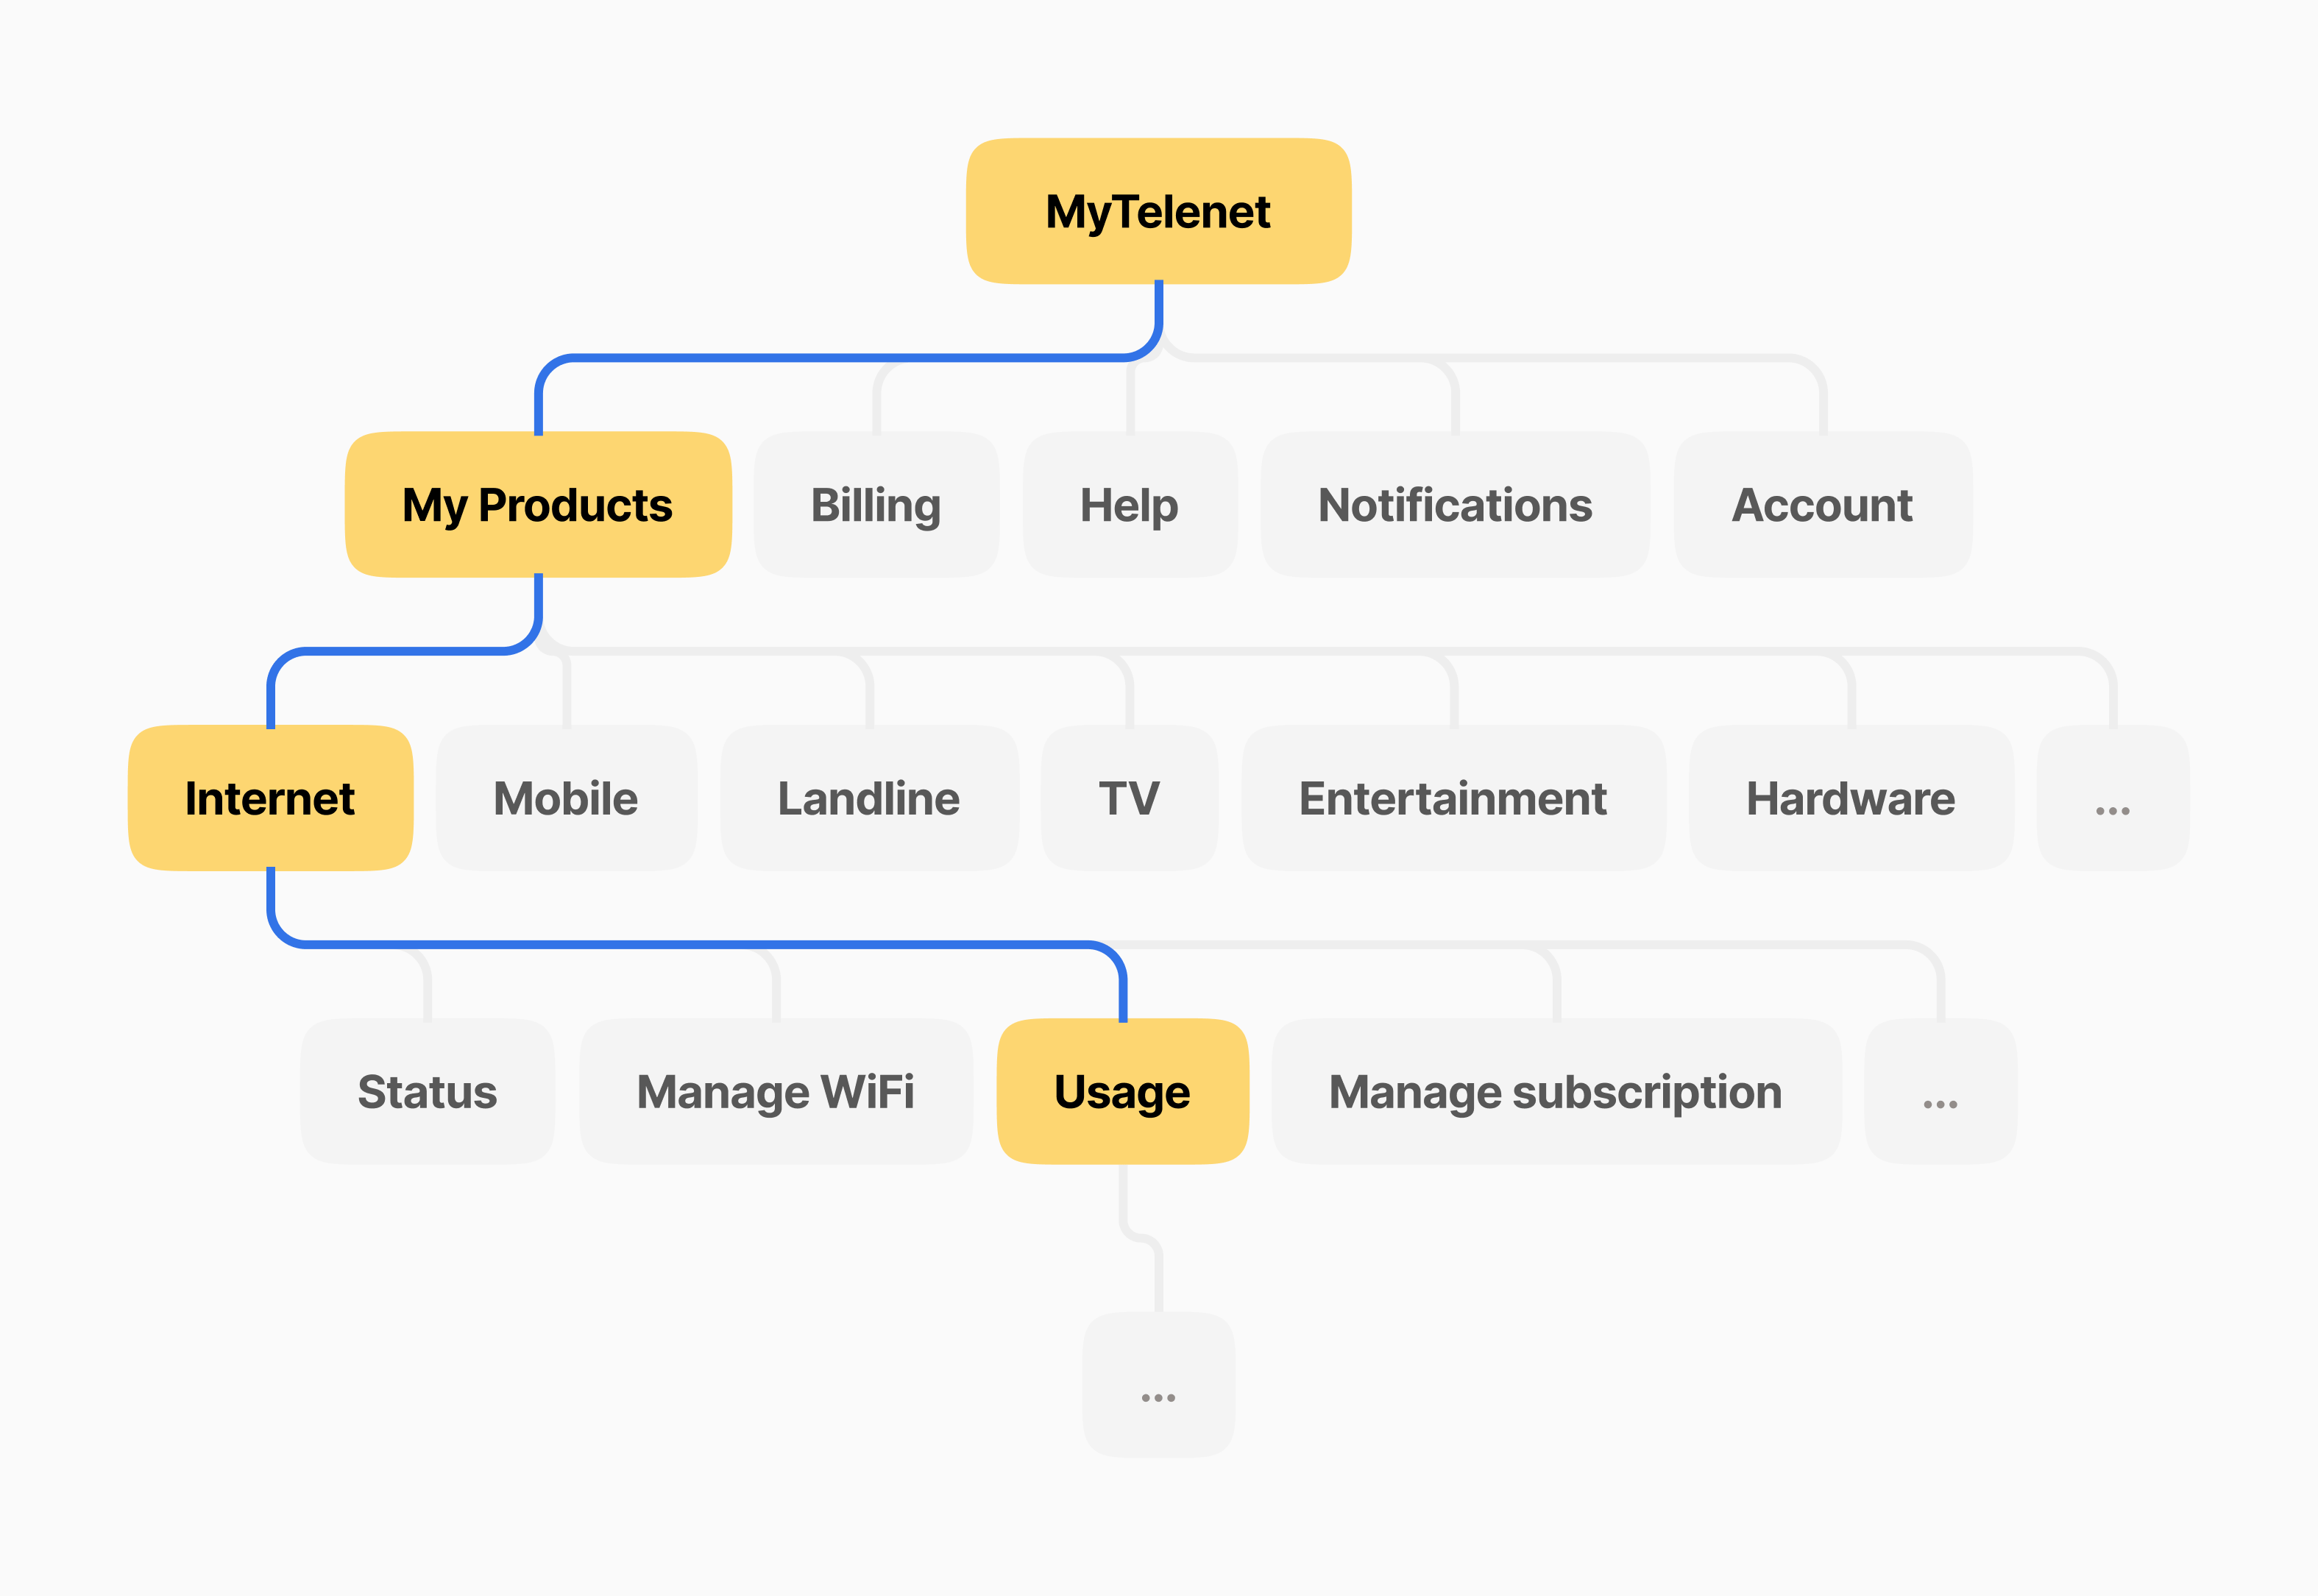 MyTelenet
My Products
Billing
Help
Notifications
Account
Internet
Mobile
Landline
TV
Entertainment
Hardware
...
Status
Manage WiFi
Usage
Manage subscription
...
...